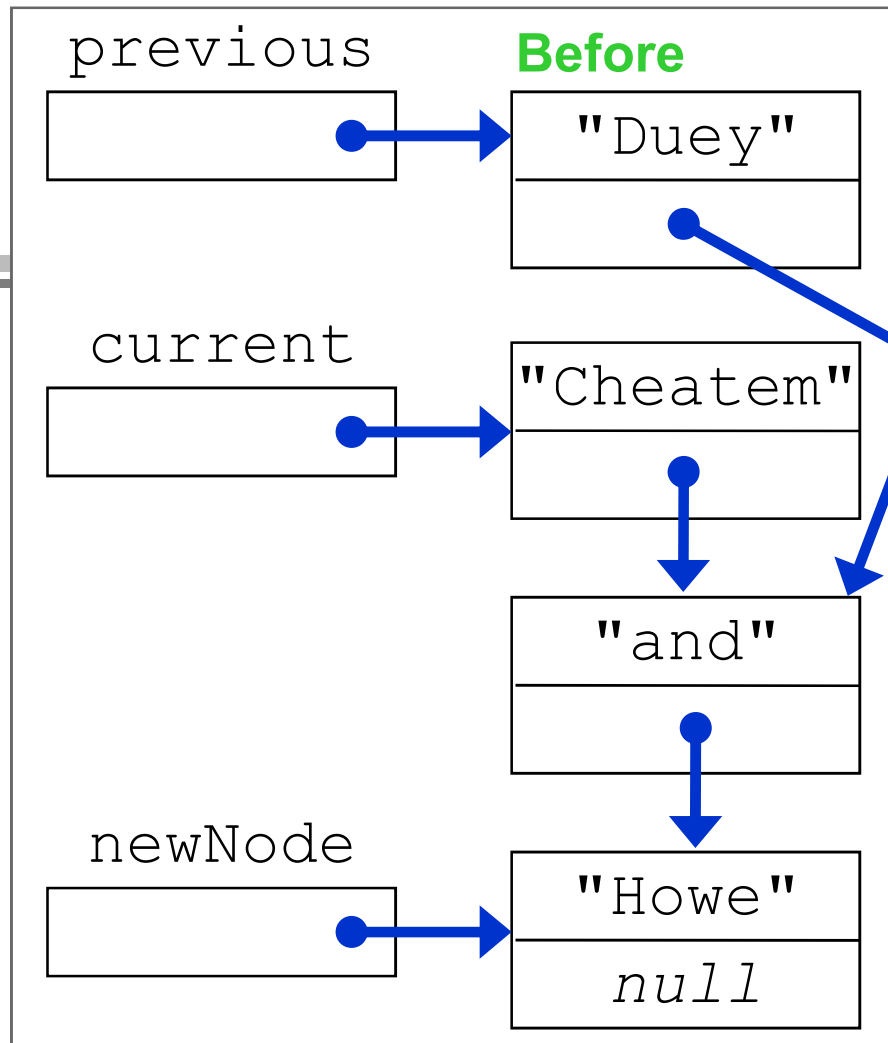 previous
Before
"Duey"
current
"Cheatem"
"and"
newNode
"Howe"
null